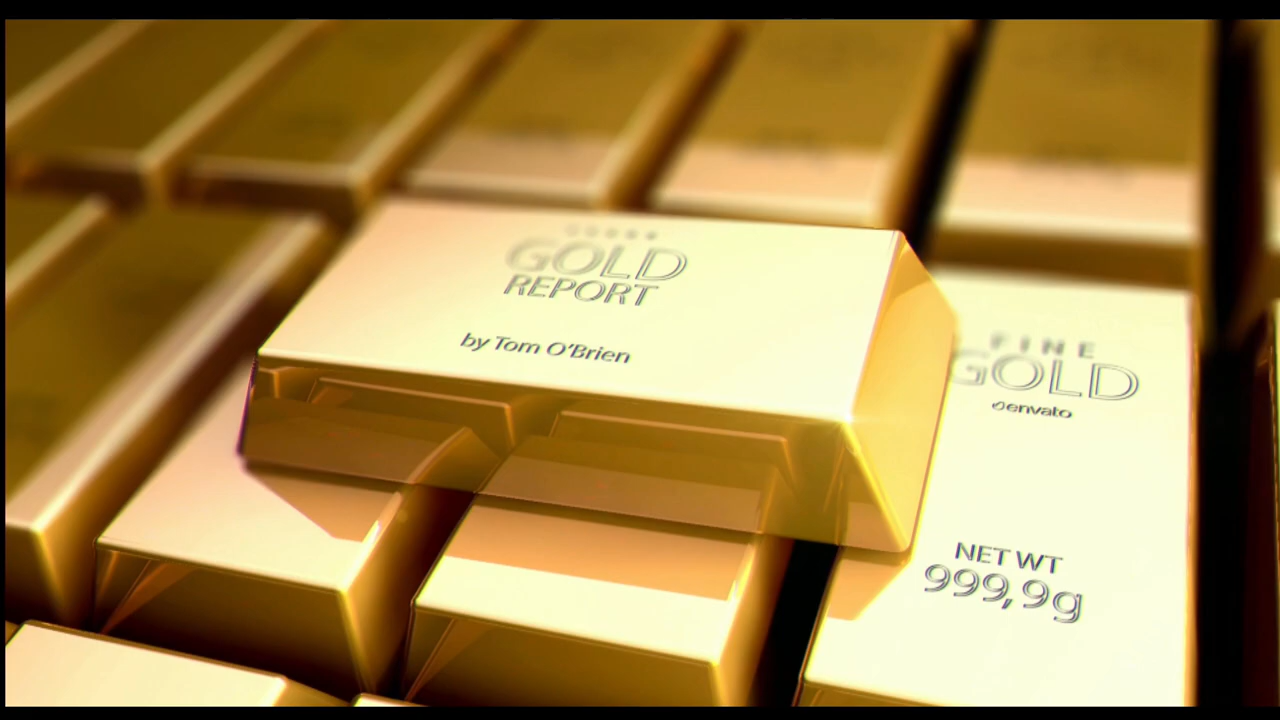 GOLD
REPORT
by Tom O'Brien
FINE
GOLD
envato
NET WT
999,9g